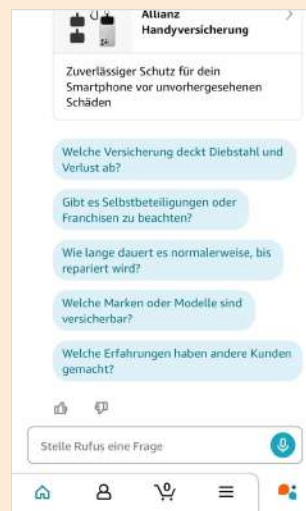 Allianz
Handyversicherung
Zuverlässiger Schutz für dein
Smartphone vor unvorhergesehenen
Schäden
Welche Versicherung deckt Diebstahl und
Verlust ab?
Gibt es Selbstbeteiligungen oder
Franchisen zu beachten?
Wie lange dauert es normalerweise, bis
repariert wird?
Welche Marken oder Modelle sind
versicherbar?
Welche Erfahrungen haben andere Kunden
gemacht?
Stelle Rufus eine Frage
0